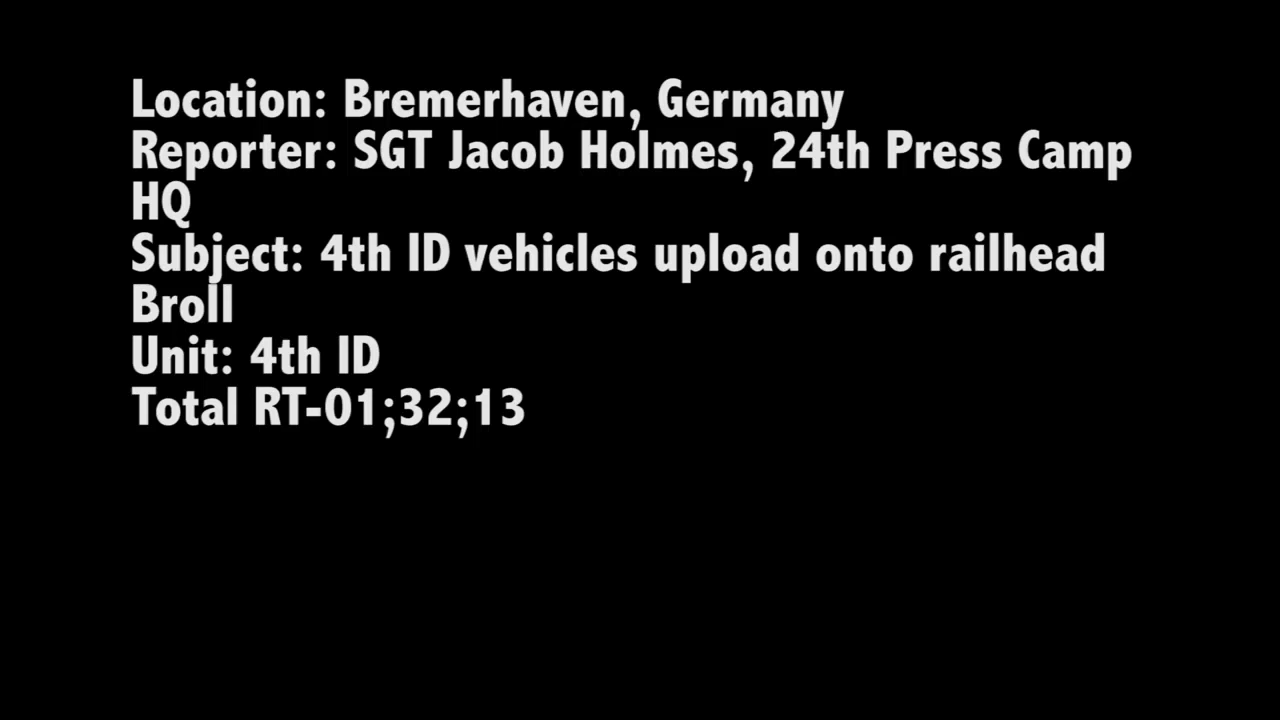 Location: Bremerhaven, Germany
Reporter: SGT Jacob Holmes, 24th Press Camp
HQ
Subject: 4th ID vehicles upload onto railhead
Broll
Unit: 4th ID
Total RT-01;32;13